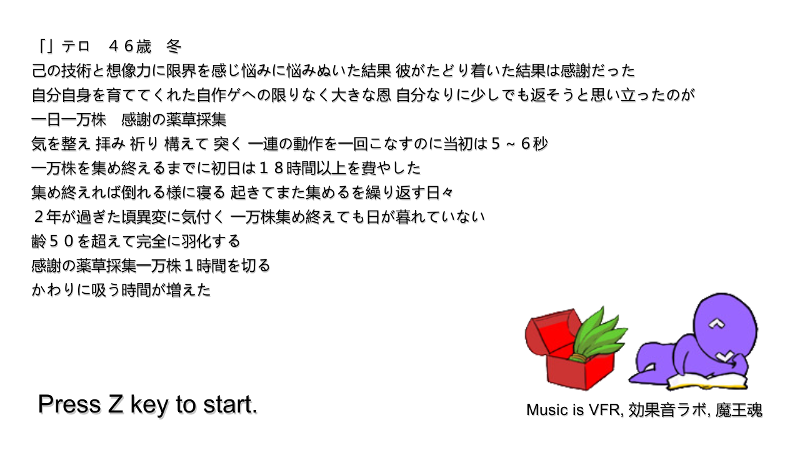 「」テロ　４６歳　冬
己の技術と想像力に限界を感じ悩みに悩みぬいた結果 彼がたどり着いた結果は感謝だった
自分自身を育ててくれた自作ゲへの限りなく大きな恩 自分なりに少しでも返そうと思い立ったのが
一日一万株　感謝の薬草採集
気を整え 拝み 祈り 構えて 突く 一連の動作を一回こなすのに当初は５～６秒
一万株を集め終えるまでに初日は１８時間以上を費やした
集め終えれば倒れる様に寝る 起きてまた集めるを繰り返す日々
２年が過ぎた頃異変に気付く 一万株集め終えても日が暮れていない
齢５０を超えて完全に羽化する
感謝の薬草採集一万株１時間を切る
かわりに吸う時間が増えた
Press Z key to start.
Music is VFR, 効果音ラボ, 魔王魂